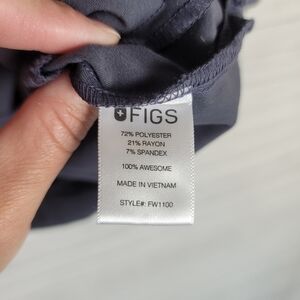 FIGS
72% POLYESTER
21% RAYON
7% SPANDEX
100% AWESOME
MADE IN VIETNAM
STYLE#: FW1100